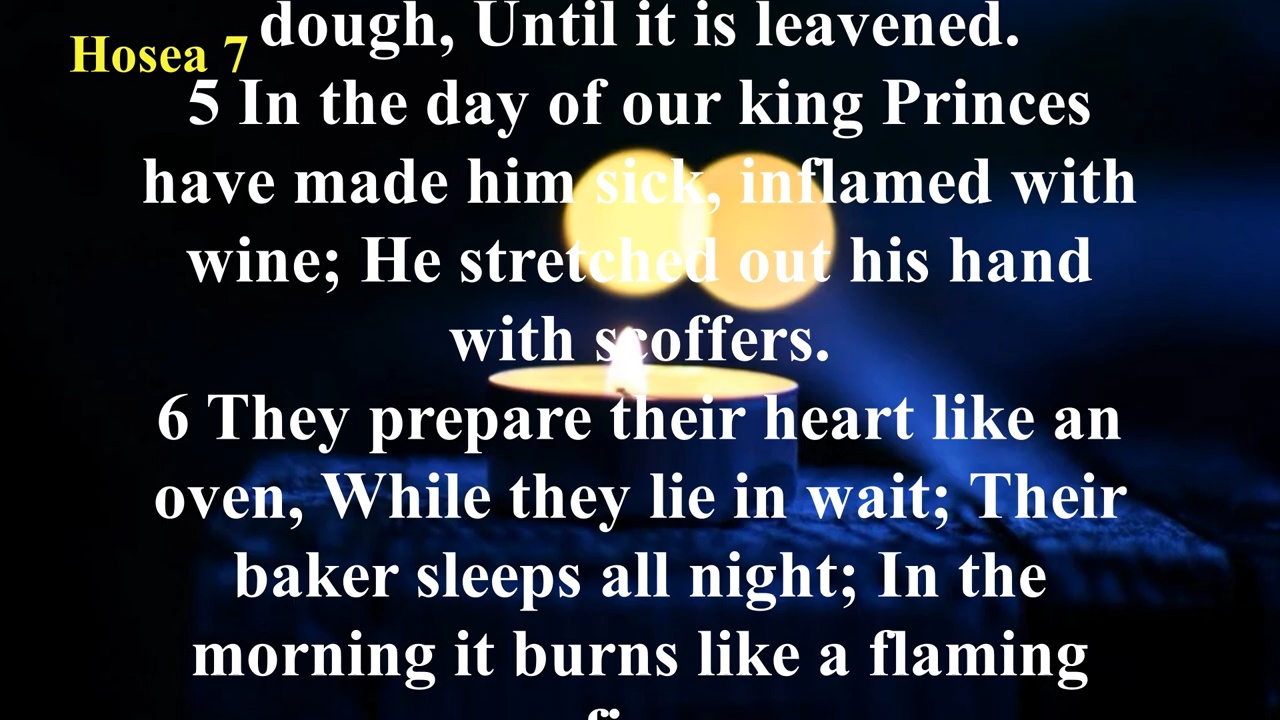 Hosea 7
dough, Until it is leavened.
5 In the day of our king Princes
have made him sick, inflamed with
wine; He stretched out his hand
with scoffers.
6 They prepare their heart like an
oven, While they lie in wait; Their
baker sleeps all night; In the
morning it burns like a flaming